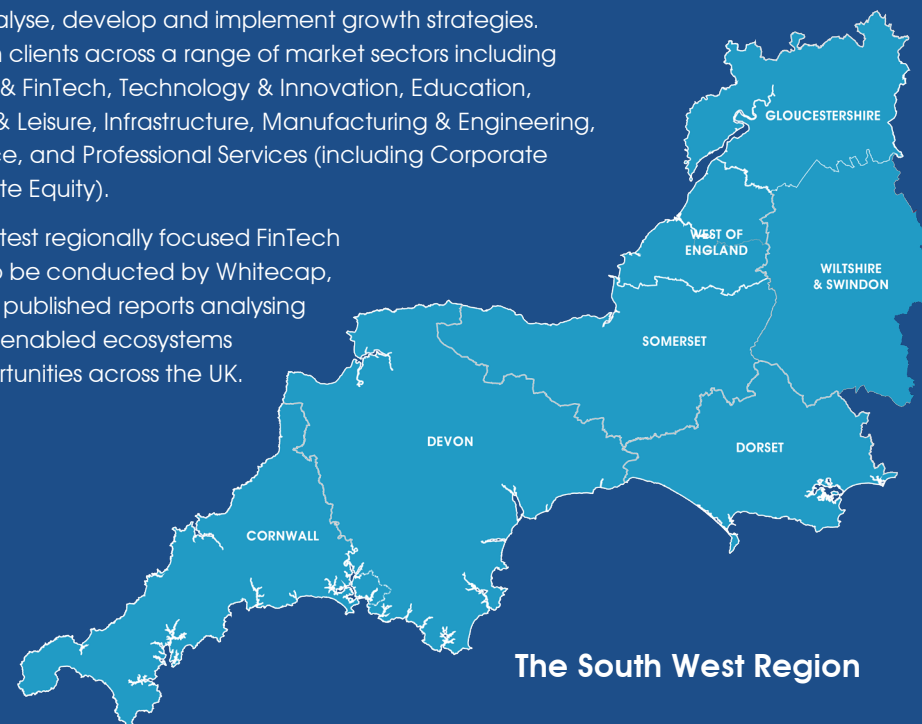 alyse, develop and implement growth strategies.
clients across a range of market sectors including
& FinTech, Technology & Innovation, Education,
& Leisure, Infrastructure, Manufacturing & Engineering,
ce, and Professional Services (including Corporate
te Equity).
test regionally focused FinTech
be conducted by Whitecap,
published reports analysing
enabled ecosystems
rtunities across the UK.
GLOUCESTERSHIRE
WEST OF
ENGLAND
WILTSHIRE
& SWINDON
SOMERSET
DEVON
DORSET
CORNWALL
The South West Region